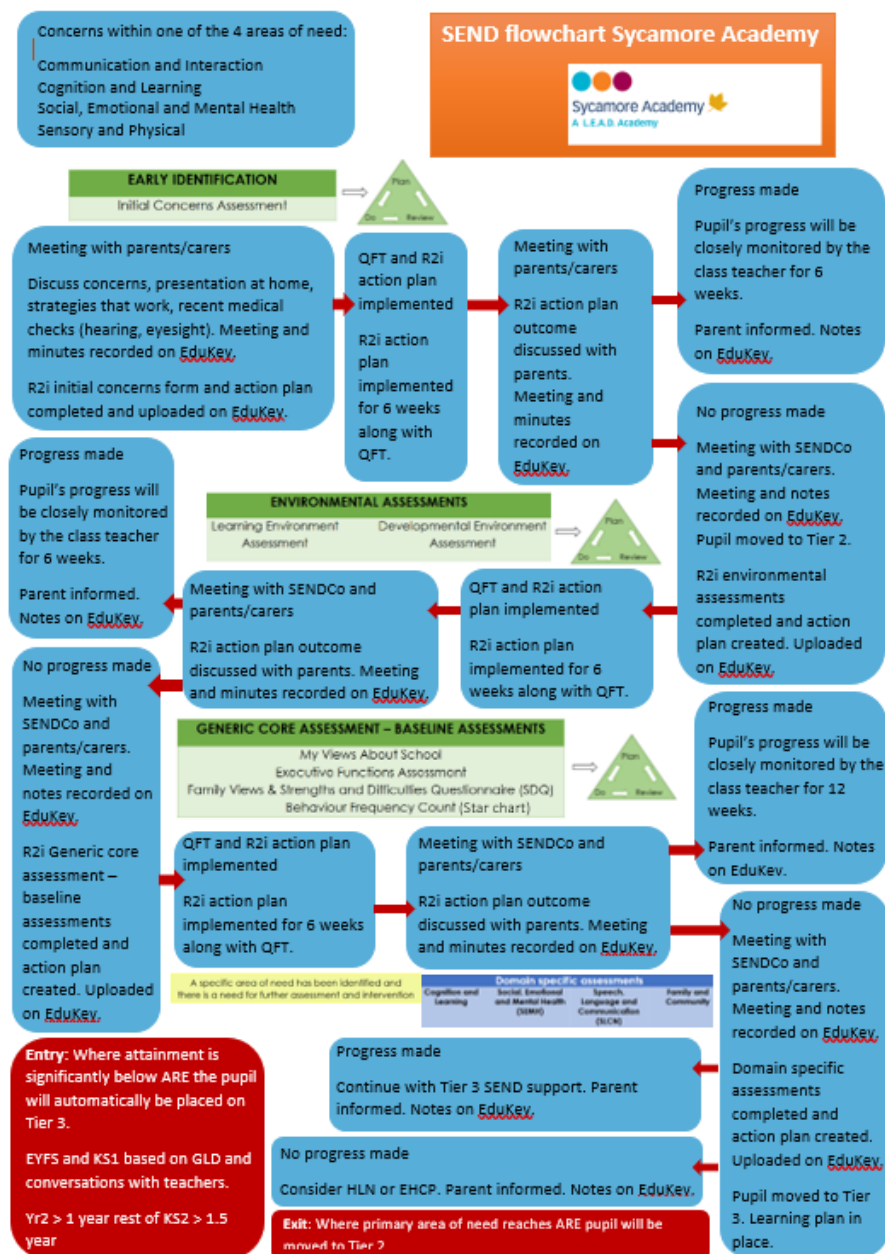 Concerns within one of the 4 areas of need:
Communication and Interaction
Cognition and Learning
Social, Emotional and Mental Health
Sensory and Physical
SEND flowchart Sycamore Academy
Sycamore Academy
A L.E.A.D. Academy
EARLY IDENTIFICATION
Initial Concerns Assessment
Plan
Do
Review
Meeting with parents/carers
Discuss concerns, presentation at home,
strategies that work, recent medical
checks (hearing, eyesight). Meeting and
minutes recorded on EduKey.
R2i initial concerns form and action plan
completed and uploaded on EduKey.
QFT and R2i
action plan
implemented
R2i action
plan
implemented
for 6 weeks
along with
QFT.
Meeting with
parents/carers
R2i action plan
outcome
discussed with
parents.
Meeting and
minutes
recorded on
EduKey.
Progress made
Pupil's progress will be
closely monitored by the
class teacher for 6
weeks.
Parent informed. Notes
on EduKey.
No progress made
Meeting with SENDCo
and parents/carers.
Meeting and notes
recorded on EduKey.
Pupil moved to Tier 2.
R2i environmental
assessments
completed and action
plan created. Uploaded
on EduKey.
ENVIRONMENTAL ASSESSMENTS
Learning Environment
Assessment
Developmental Environment
Assessment
Plan
Do
Review
QFT and R2i action
plan implemented
R2i action plan
implemented for 6
weeks along with QFT.
Meeting with SENDCo and
parents/carers
R2i action plan outcome
discussed with parents. Meeting
and minutes recorded on EduKey.
Progress made
Pupil's progress will
be closely monitored
by the class teacher
for 6 weeks.
Parent informed.
Notes on EduKey.
No progress made
Meeting with
SENDCo and
parents/carers.
Meeting and
notes recorded on
EduKey.
R2i Generic core
assessment –
baseline
assessments
completed and
action plan
created. Uploaded
on EduKey.
GENERIC CORE ASSESSMENT – BASELINE ASSESSMENTS
My Views About School
Executive Functions Assessment
Family Views & Strengths and Difficulties Questionnaire (SDQ)
Behaviour Frequency Count (Star chart)
Plan
Do
Review
QFT and R2i action plan
implemented
R2i action plan
implemented for 6 weeks
along with QFT.
Meeting with SENDCo and
parents/carers
R2i action plan outcome
discussed with parents. Meeting
and minutes recorded on EduKey.
Progress made
Pupil's progress will be
closely monitored by the
class teacher for 12
weeks.
Parent informed. Notes
on EduKey.
No progress made
Meeting with
SENDCo and
parents/carers.
Meeting and notes
recorded on EduKey.
Domain specific
assessments
completed and
action plan created.
Uploaded on EduKey.
Pupil moved to Tier
3. Learning plan in
place.
A specific area of need has been identified and
there is a need for further assessment and intervention
Domain specific assessments
Cognition and
Learning
Social, Emotional
and Mental Health
(SEMH)
Speech,
Language and
Communication
(SLCN)
Family and
Community
Progress made
Continue with Tier 3 SEND support. Parent
informed. Notes on EduKey.
No progress made
Consider HLN or EHCP. Parent informed. Notes on EduKey.
Entry: Where attainment is
significantly below ARE the pupil
will automatically be placed on
Tier 3.
EYFS and KS1 based on GLD and
conversations with teachers.
Yr2 > 1 year rest of KS2 > 1.5
year
Exit: Where primary area of need reaches ARE pupil will be
moved to Tier 2